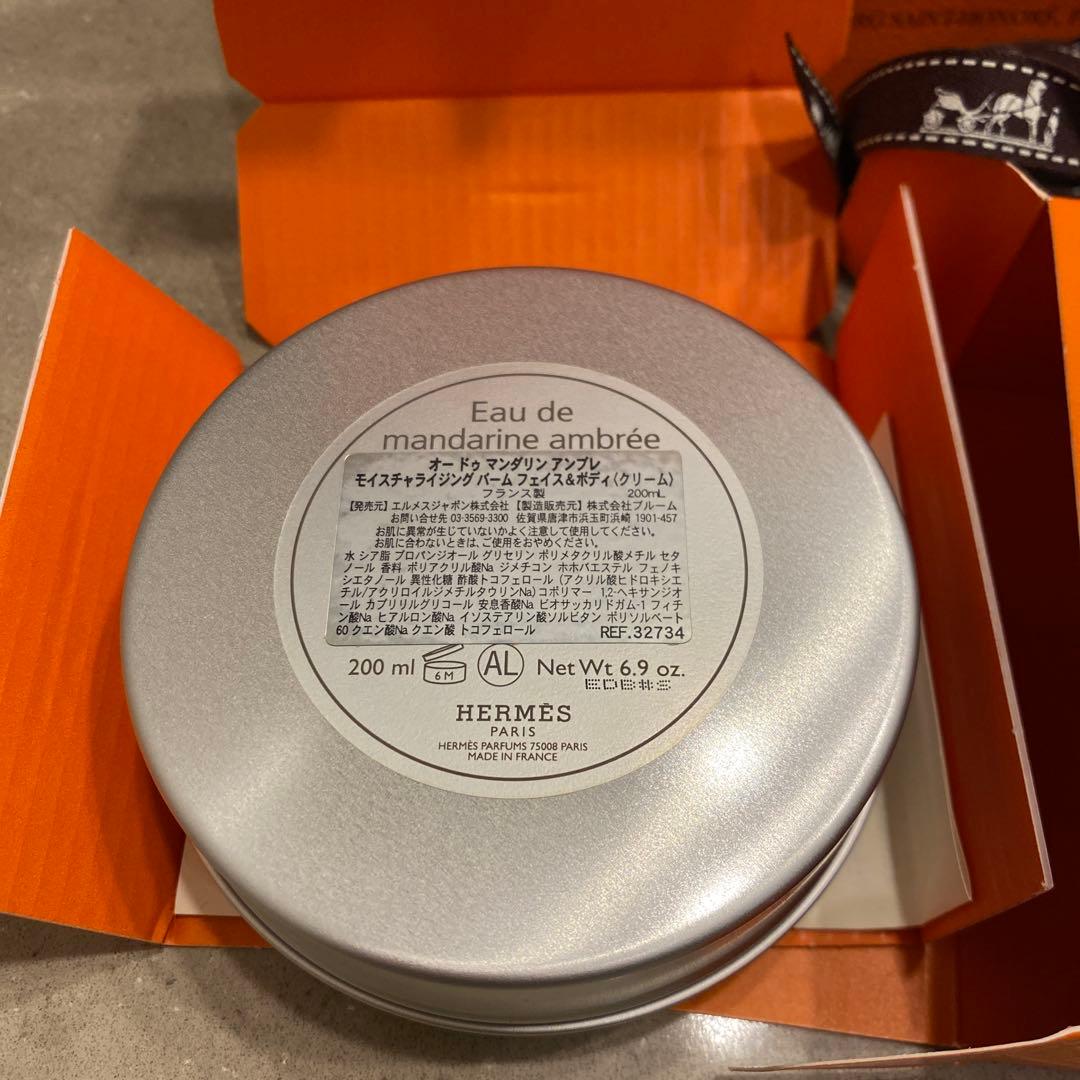 Eau de
mandarine ambrée
オー ドゥ マンダリン アンブレ
モイスチャライジング バーム フェイス&ボディ(クリーム)
フランス製 200mL
【発売元】エルメスジャポン株式会社【製造販売元】株式会社ブルーム
お問い合せ先 03-3569-3300 佐賀県唐津市浜玉町浜崎 1901-457
お肌に異常が生じていないかよく注意して使用してください。
お肌に合わないときは、ご使用をおやめください。
水 シア脂 プロパンジオール グリセリン ポリメタクリル酸メチル セタ
ノール 香料 ポリアクリル酸Na ジメチコン ホホバエステル フェノキ
シエタノール 異性化糖 酢酸トコフェロール (アクリル酸ヒドロキシエ
チル/アクリロイルジメチルタウリンNa)コポリマー 1,2-ヘキサンジオ
ール カプリリルグリコール 安息香酸Na ビオサッカリドガム-1 フィチ
ン酸Na ヒアルロン酸Na イソステアリン酸ソルビタン ポリソルベート
60 クエン酸Na クエン酸 トコフェロール REF.32734
200 ml 6M AL Net Wt 6.9 oz.
HERMÈS
PARIS
HERMÈS PARFUMS 75008 PARIS
MADE IN FRANCE